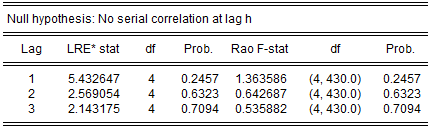 Null hypothesis: No serial correlation at lag h
Lag LRE* stat df Prob. Rao F-stat df Prob.
1 5.432647 4 0.2457 1.363586 (4, 430.0) 0.2457
2 2.569054 4 0.6323 0.642687 (4, 430.0) 0.6323
3 2.143175 4 0.7094 0.535882 (4, 430.0) 0.7094